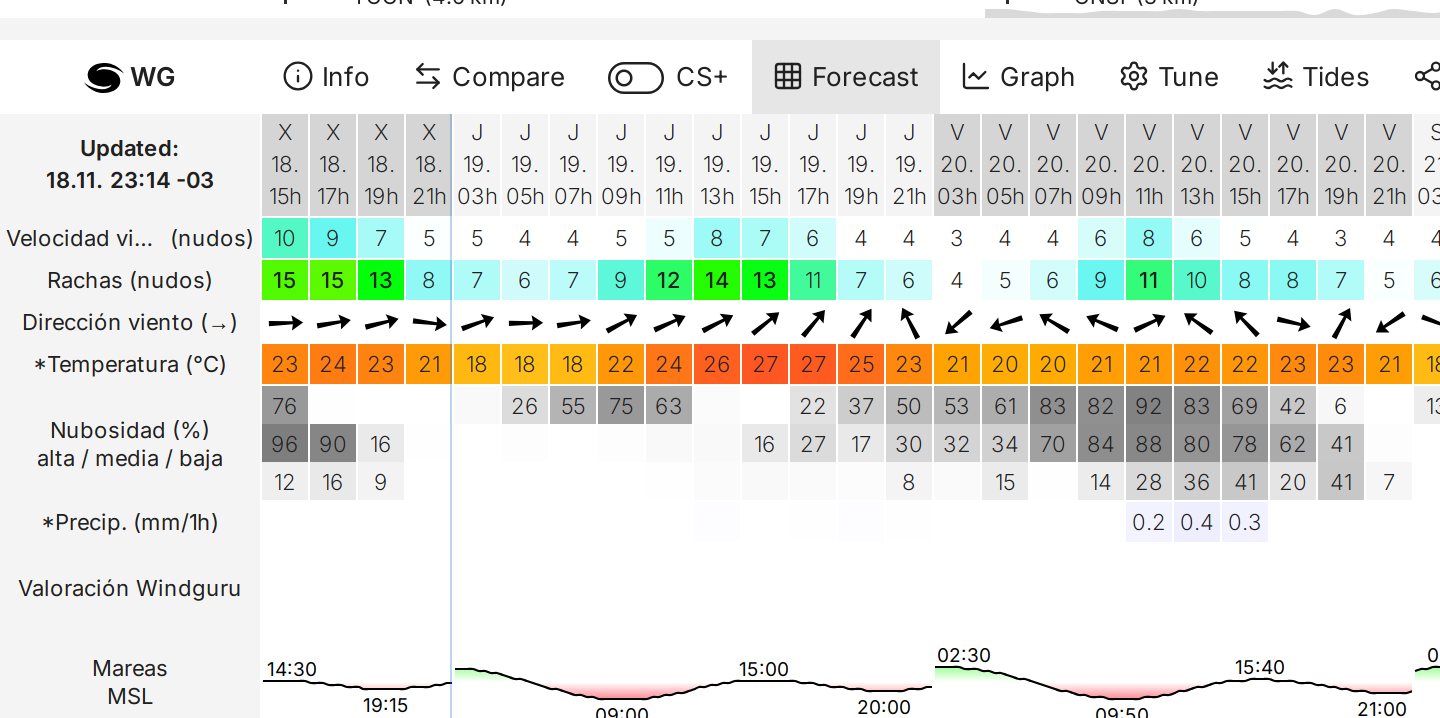 WG Info Compare CS+ Forecast Graph Tune Tides
X X X X J J J J J J J J J J V V V V V V V V V V
Updated: 18. 18. 18. 18. 19. 19. 19. 19. 19. 19. 19. 19. 19. 19. 20. 20. 20. 20. 20. 20. 20. 20. 20. 20.
18.11. 23:14 -03 15h 17h 19h 21h 03h 05h 07h 09h 11h 13h 15h 17h 19h 21h 03h 05h 07h 09h 11h 13h 15h 17h 19h 21h
Velocidad vi... (nudos) 10 9 7 5 5 4 4 5 5 8 7 6 4 4 3 4 4 6 8 6 5 4 3 4
Rachas (nudos) 15 15 13 8 7 6 7 9 12 14 13 11 7 6 4 5 6 9 11 10 8 8 7 5
Dirección viento (→)
*Temperatura (°C) 23 24 23 21 18 18 18 22 24 26 27 27 25 23 21 20 20 21 21 22 22 23 23 21
76 26 55 75 63 22 37 50 53 61 83 82 92 83 69 42 6
Nubosidad (%) 96 90 16 16 27 17 30 32 34 70 84 88 80 78 62 41
alta / media / baja
12 16 9 8 15 14 28 36 41 20 41 7
*Precip. (mm/1h) 0.2 0.4 0.3
Valoración Windguru
Mareas 14:30 15:00 02:30 15:40
MSL 19:15 09:00 20:00 09:50 21:00